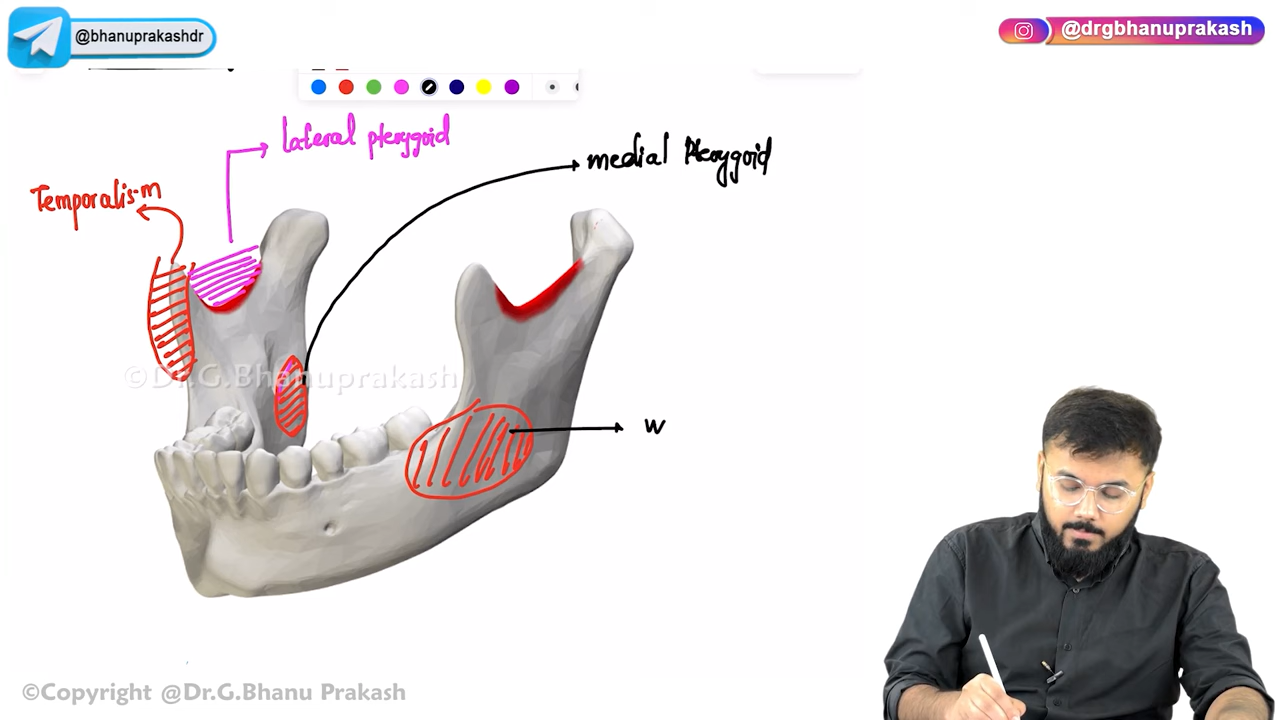 @bhanuprakashdr
@drgbhanuprakash
lateral pterygoid
medial Pterygoid
Temporalis-m
©Dr.G.Bhanuprakash
w
©Copyright @Dr.G.Bhanu Prakash